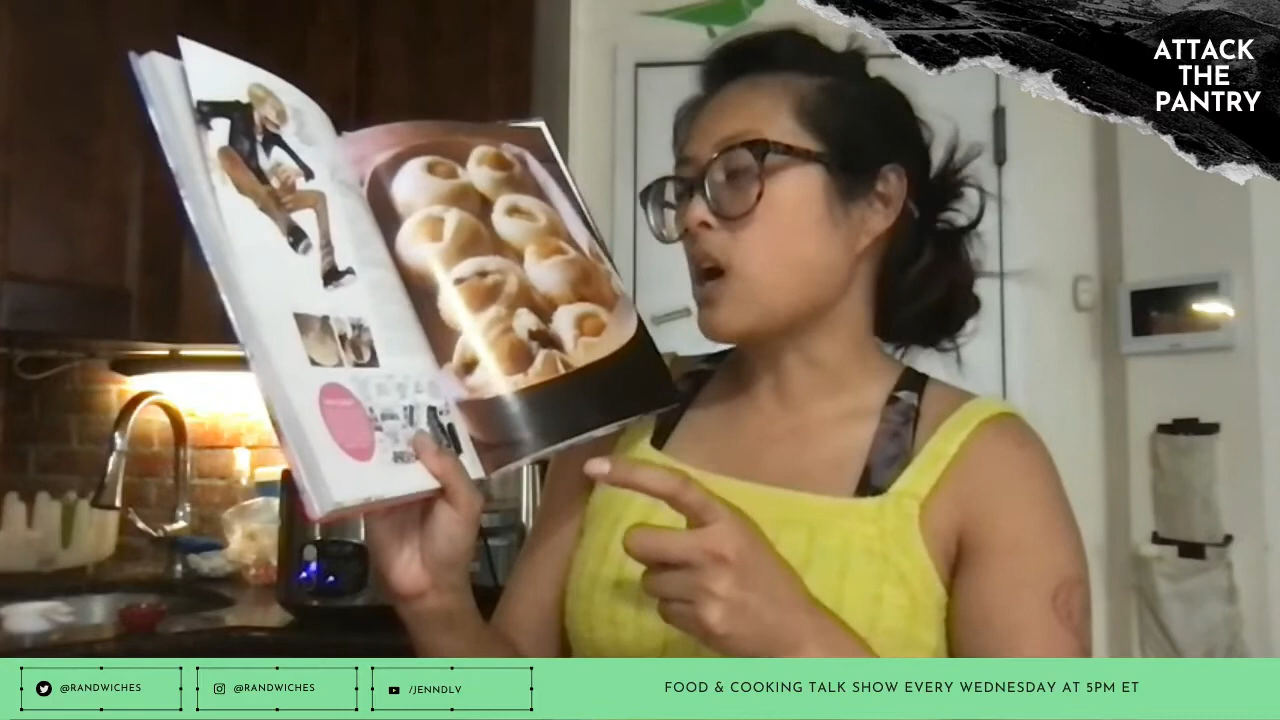 ATTACK
THE
PANTRY
@RANDWICHES
@RANDWICHES
/JENNDLV
FOOD & COOKING TALK SHOW EVERY WEDNESDAY AT 5PM ET